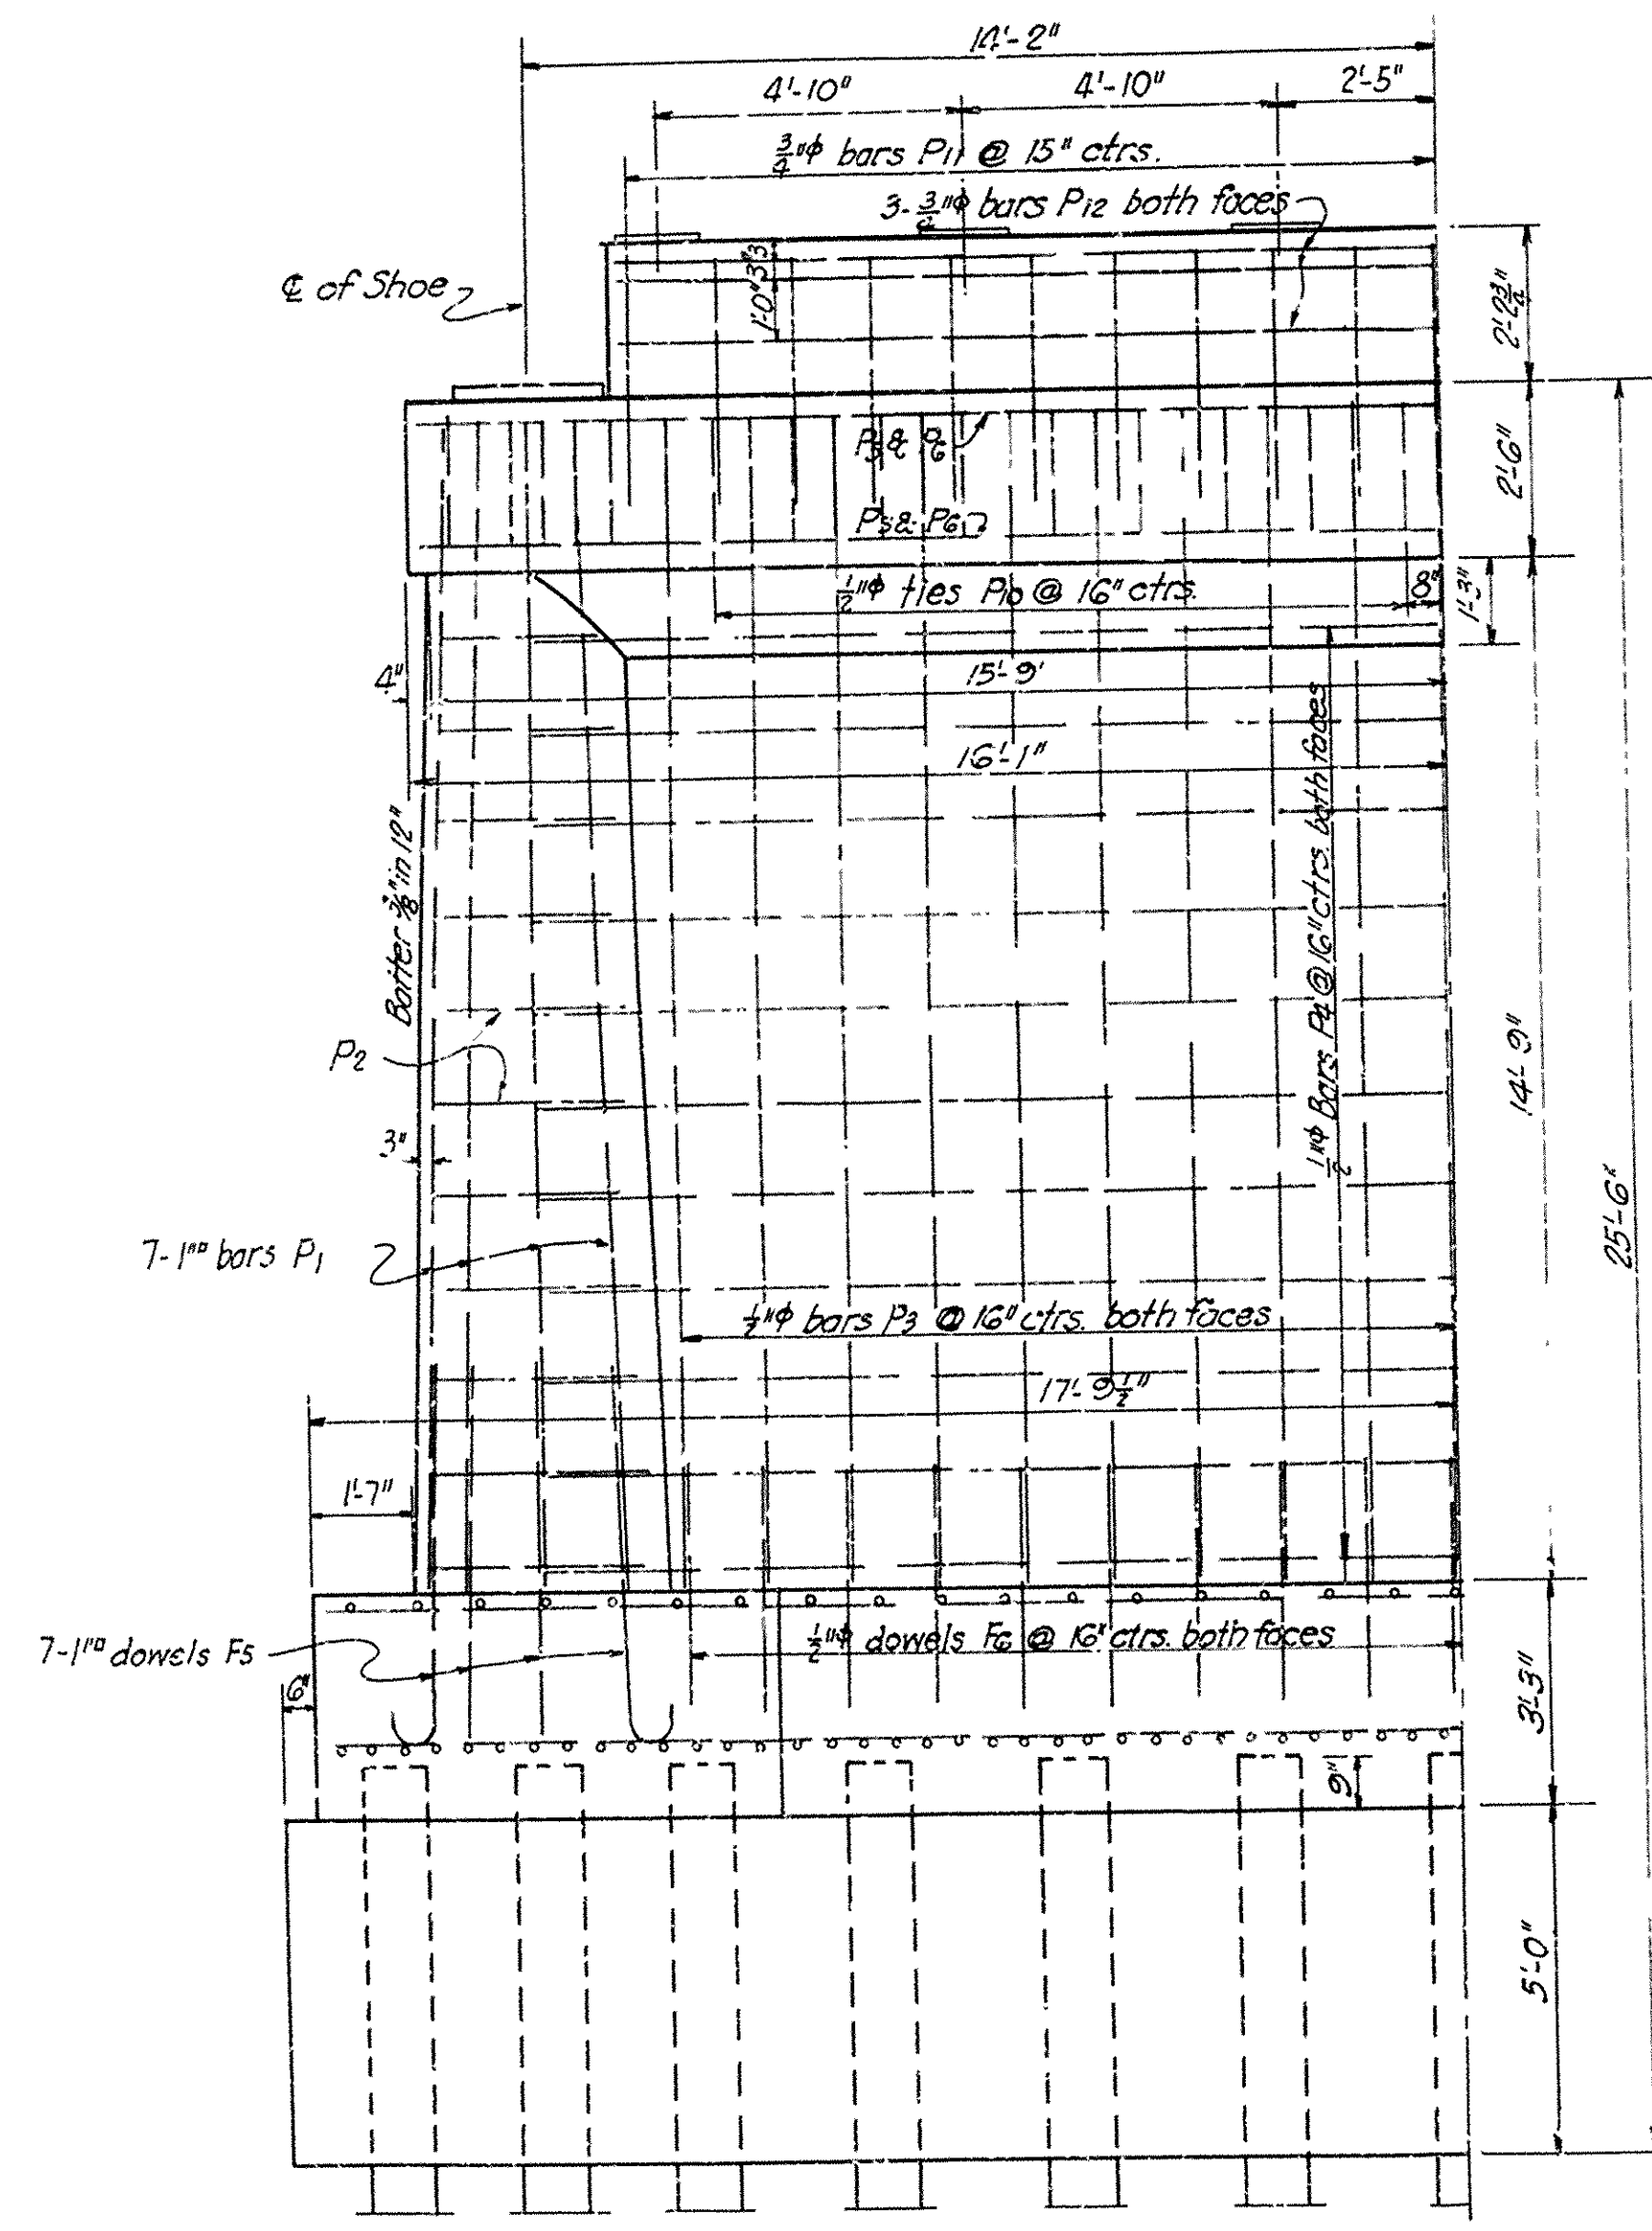 14'-2"
4'-10" 4'-10" 2'-5"
3/4"ϕ bars P11 @ 15" ctrs.
3-3/4"ϕ bars P12 both faces
℄ of Shoe
1'-0" 3" 3
2'-2 3/4"
P5 & P6
2'-6"
P5 & P6
1/2"ϕ ties P10 @ 16" ctrs. 8"
1'-3"
4"
15'-9'
16'-1"
Batter 3/8" in 12"
1/2"ϕ Bars P4 @ 16" ctrs. both faces
P2
14'-9"
3"
25'-6"
7-1"□ bars P1
1/2"ϕ bars P3 @ 16" ctrs. both faces
17'-9 1/2"
1'-7"
7-1"□ dowels F5
1/2"ϕ dowels F6 @ 16" ctrs. both faces
6"
3'-3"
9"
5'-0"